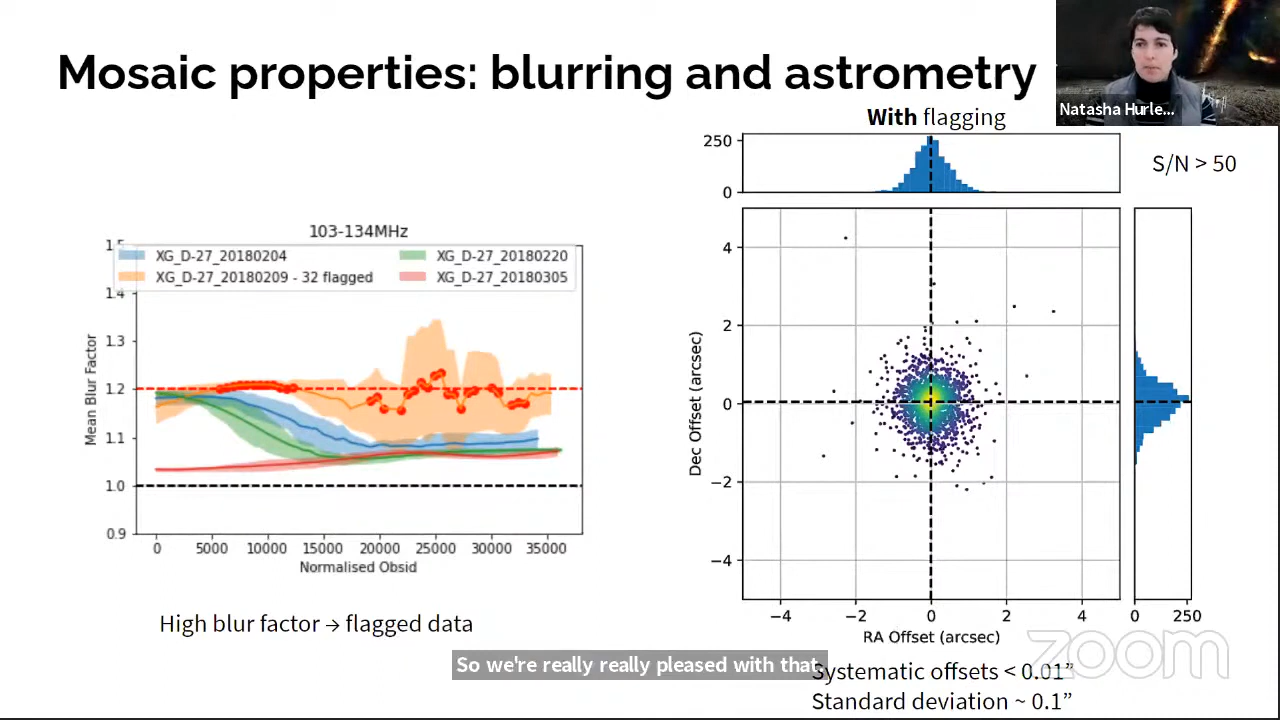 Mosaic properties: blurring and astrometry
Natasha Hurle...
With flagging
S/N > 50
250
0
4
2
0
−2
−4
Dec Offset (arcsec)
−4
−2
0
2
4
RA Offset (arcsec)
0
250
103-134MHz
XG_D-27_20180204
XG_D-27_20180220
XG_D-27_20180209 - 32 flagged
XG_D-27_20180305
1.5
1.4
1.3
1.2
1.1
1.0
0.9
Mean Blur Factor
0
5000
10000
15000
20000
25000
30000
35000
Normalised Obsid
High blur factor → flagged data
So we're really really pleased with that.
Systematic offsets < 0.01”
Standard deviation ~ 0.1”
zoom